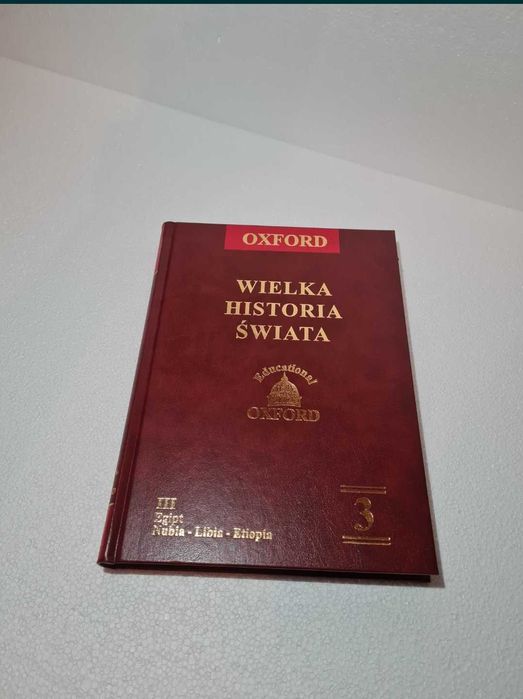 OXFORD
WIELKA
HISTORIA
ŚWIATA
Educational
OXFORD
III
Egipt
Nubia - Libia - Etiopia
3